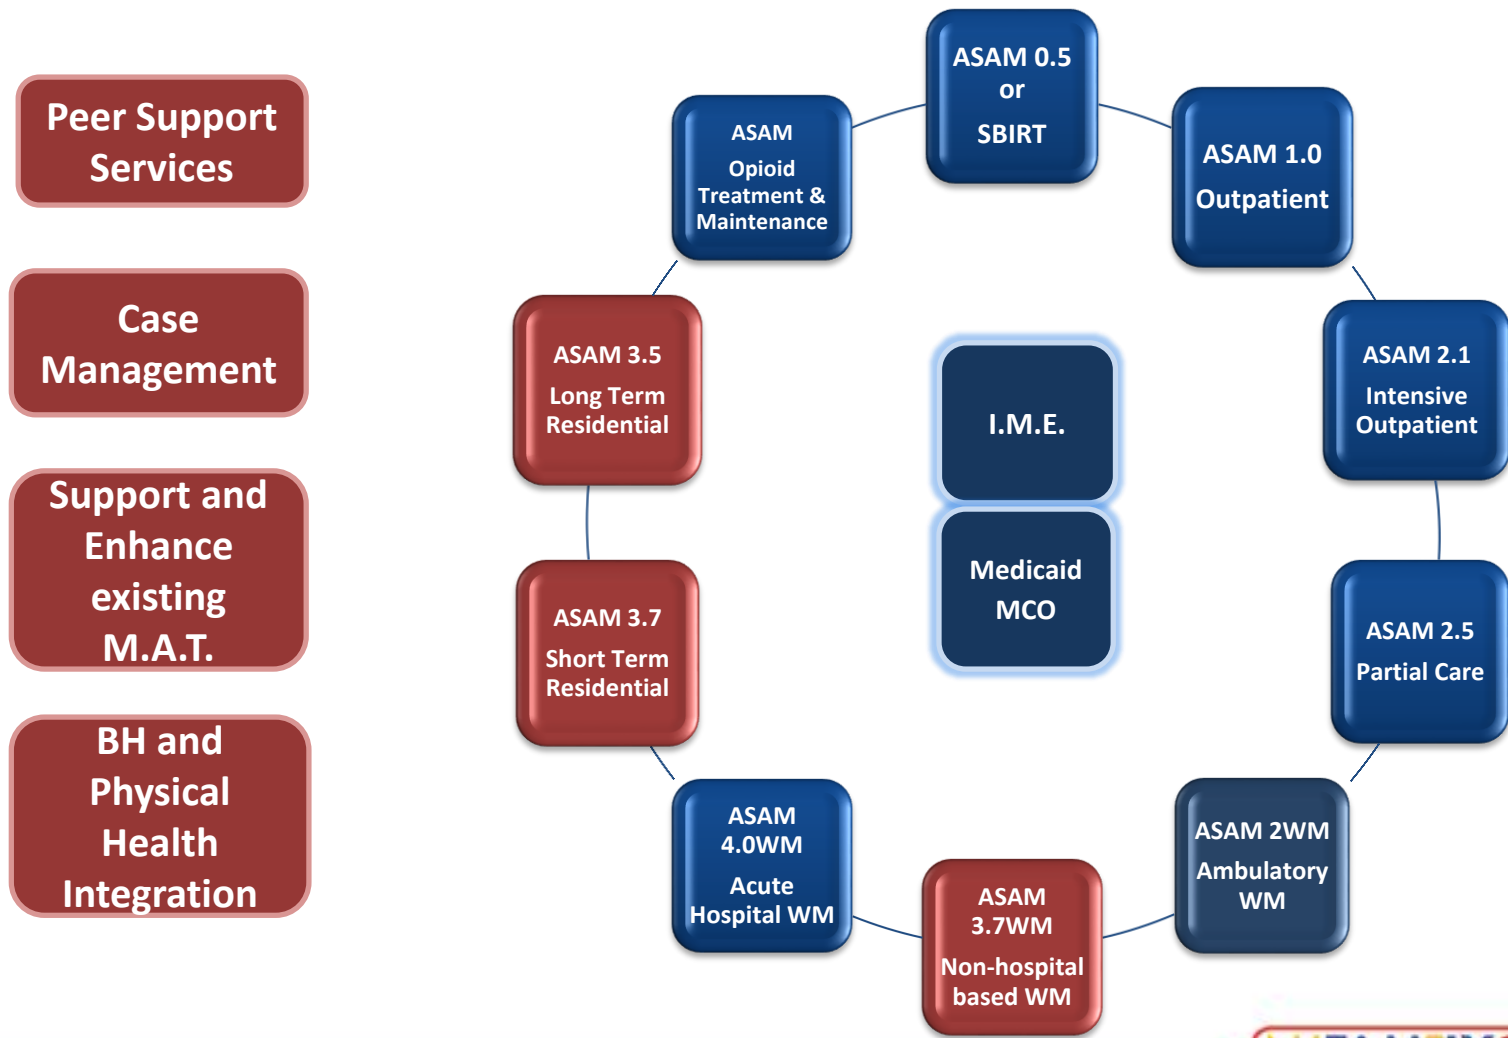 Peer Support
Services
Case
Management
Support and
Enhance
existing
M.A.T.
BH and
Physical
Health
Integration
ASAM 0.5
or
SBIRT
ASAM 1.0
Outpatient
ASAM 2.1
Intensive
Outpatient
ASAM 2.5
Partial Care
ASAM 2WM
Ambulatory
WM
ASAM
3.7WM
Non-hospital
based WM
ASAM
4.0WM
Acute
Hospital WM
ASAM 3.7
Short Term
Residential
ASAM 3.5
Long Term
Residential
ASAM
Opioid
Treatment &
Maintenance
I.M.E.
Medicaid
MCO